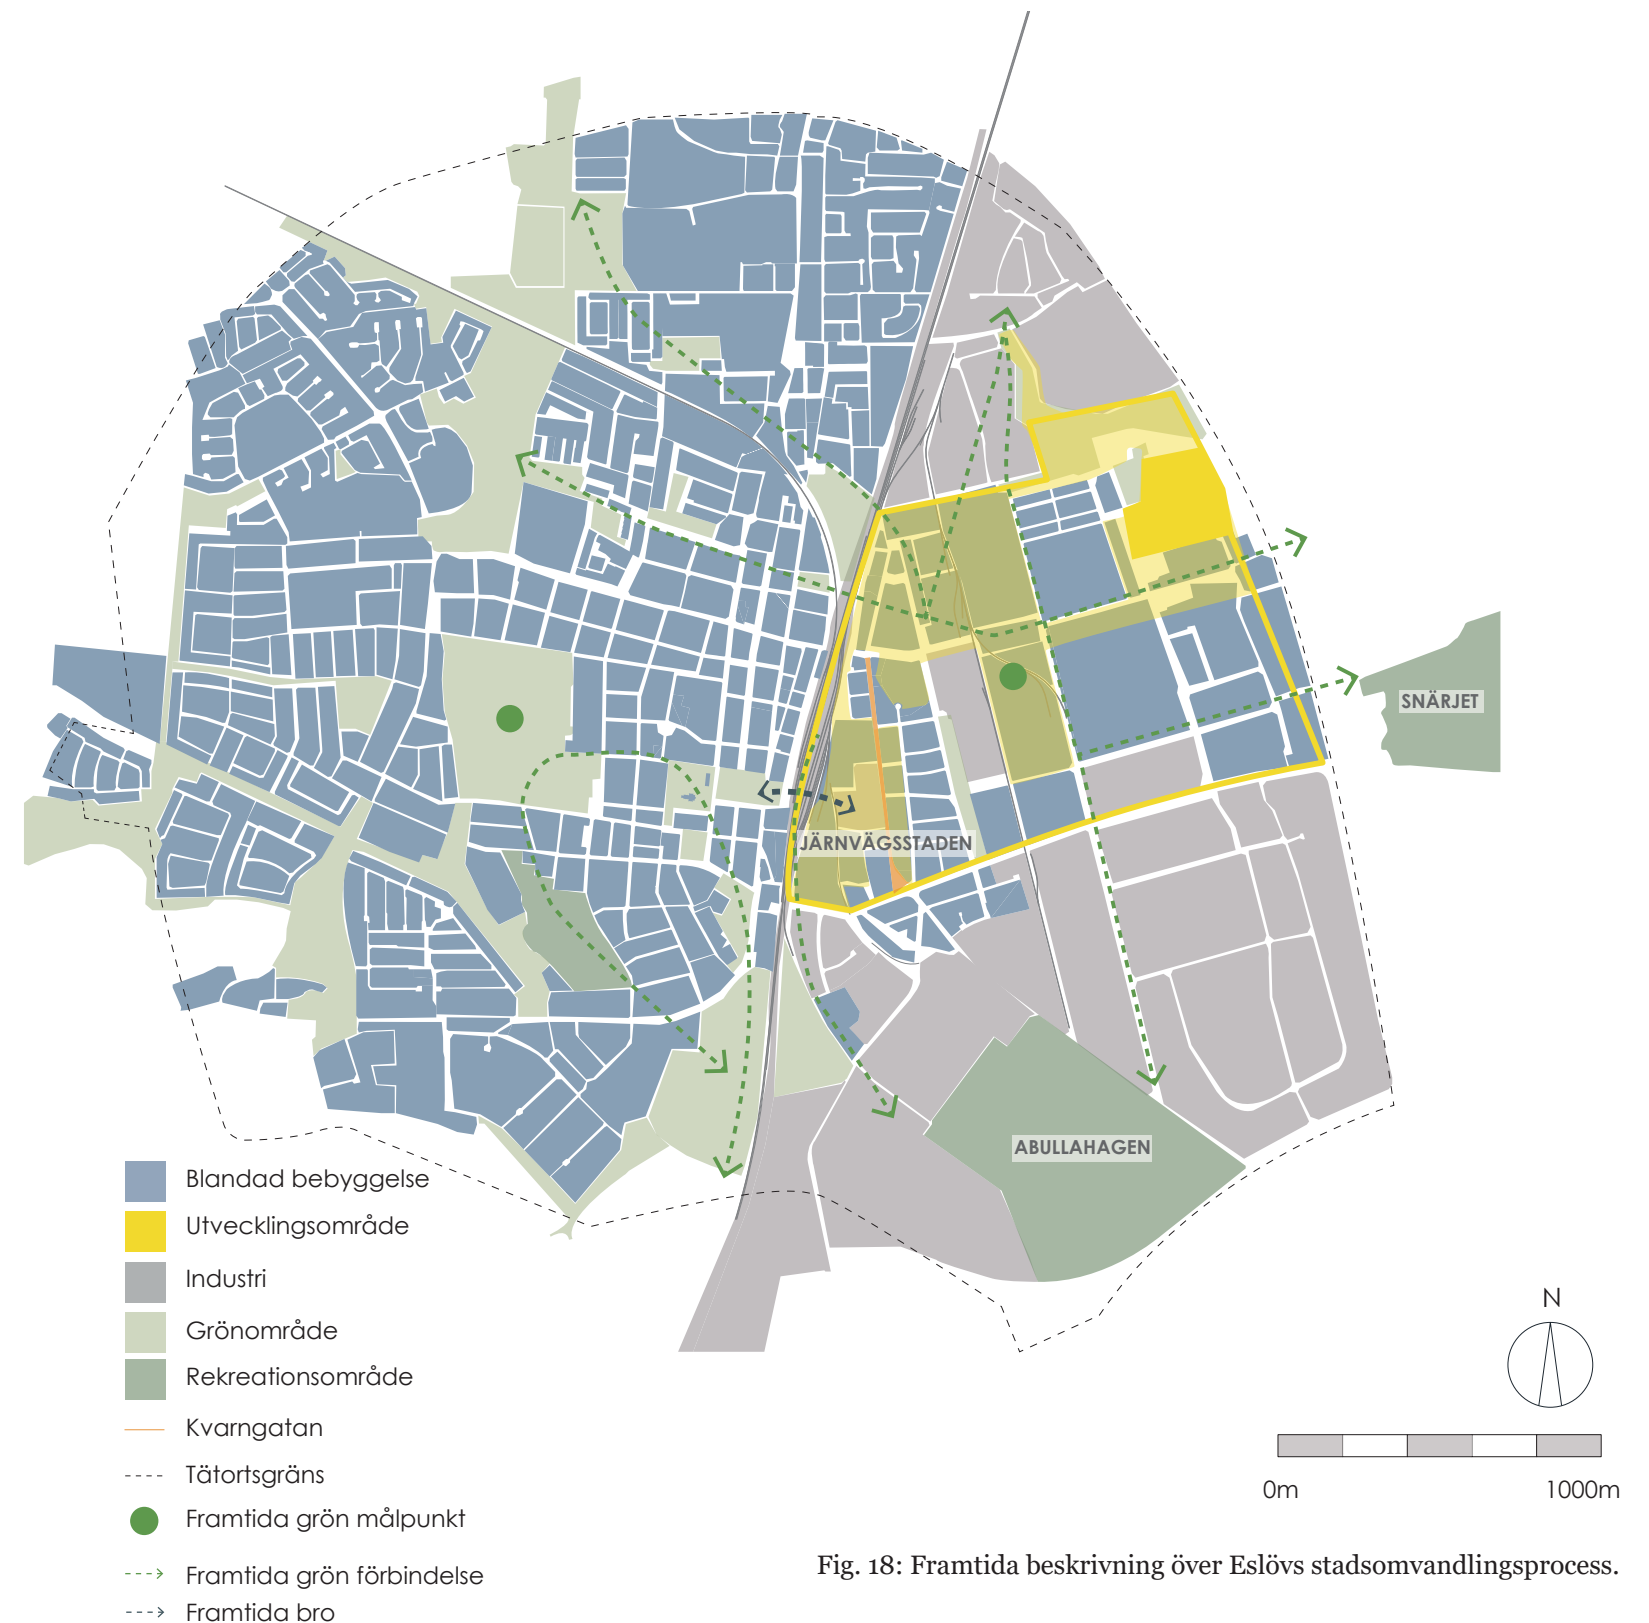 SNÄRJET
JÄRNVÄGSSTADEN
ABULLAHAGEN
Blandad bebyggelse
Utvecklingsområde
Industri
Grönområde
Rekreationsområde
Kvarngatan
Tätortsgräns
Framtida grön målpunkt
Framtida grön förbindelse
Framtida bro
N
0m 1000m
Fig. 18: Framtida beskrivning över Eslövs stadsomvandlingsprocess.